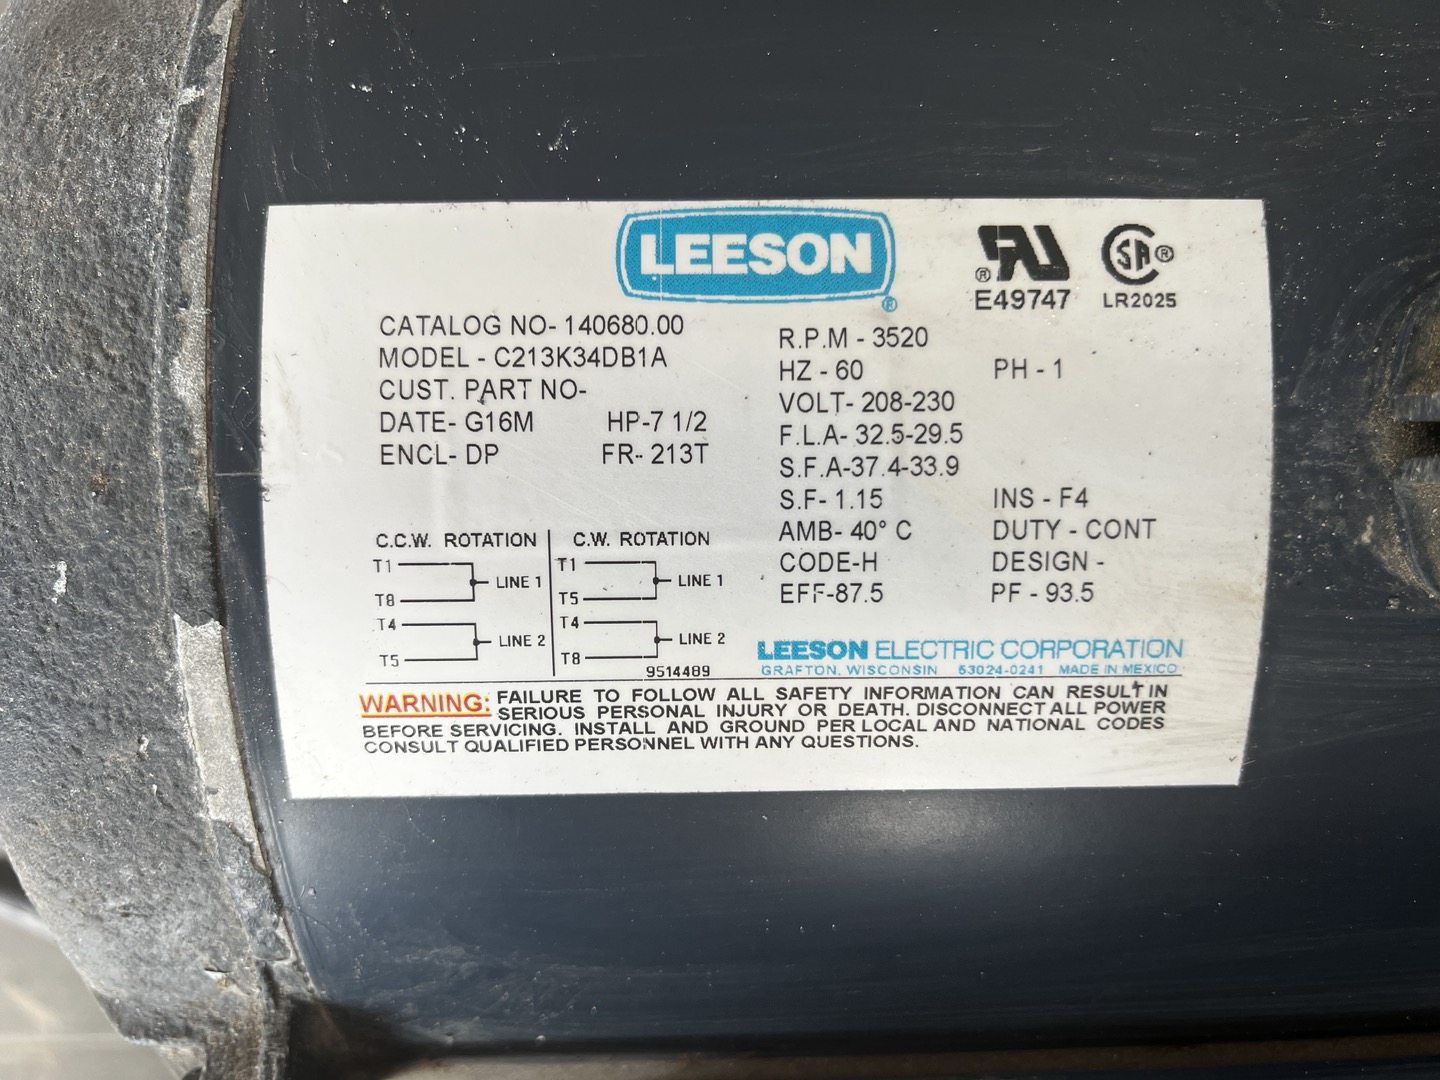 LEESON
®
® E49747
SA ® LR2025
CATALOG NO- 140680.00
MODEL - C213K34DB1A
CUST. PART NO-
DATE- G16M HP-7 1/2
ENCL- DP FR- 213T
R.P.M - 3520
HZ - 60 PH - 1
VOLT- 208-230
F.L.A- 32.5-29.5
S.F.A-37.4-33.9
S.F- 1.15 INS - F4
AMB- 40° C DUTY - CONT
CODE-H DESIGN -
EFF-87.5 PF - 93.5
C.C.W. ROTATION
T1
T8
LINE 1
T4
T5
LINE 2
C.W. ROTATION
T1
T5
LINE 1
T4
T8
LINE 2
9514489
LEESON ELECTRIC CORPORATION
GRAFTON, WISCONSIN 53024-0241 MADE IN MEXICO
WARNING: FAILURE TO FOLLOW ALL SAFETY INFORMATION CAN RESULT IN
SERIOUS PERSONAL INJURY OR DEATH. DISCONNECT ALL POWER
BEFORE SERVICING. INSTALL AND GROUND PER LOCAL AND NATIONAL CODES
CONSULT QUALIFIED PERSONNEL WITH ANY QUESTIONS.